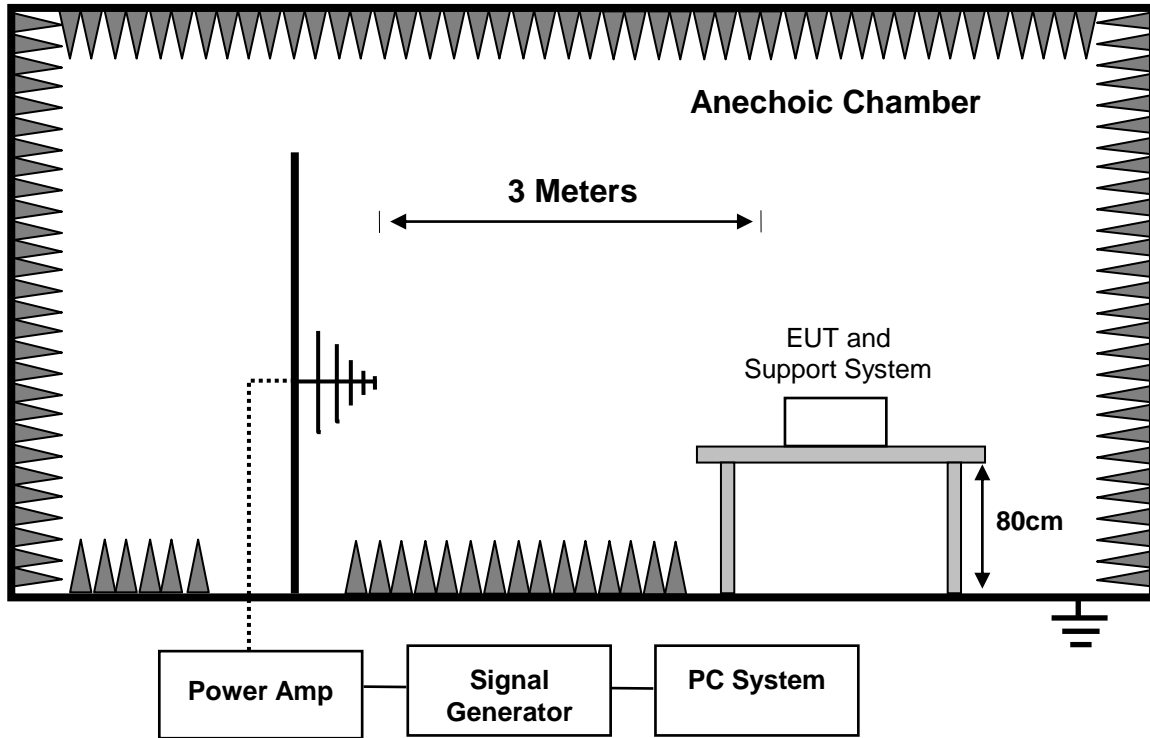 Anechoic Chamber
3 Meters
EUT and
Support System
80cm
Power Amp
Signal
Generator
PC System